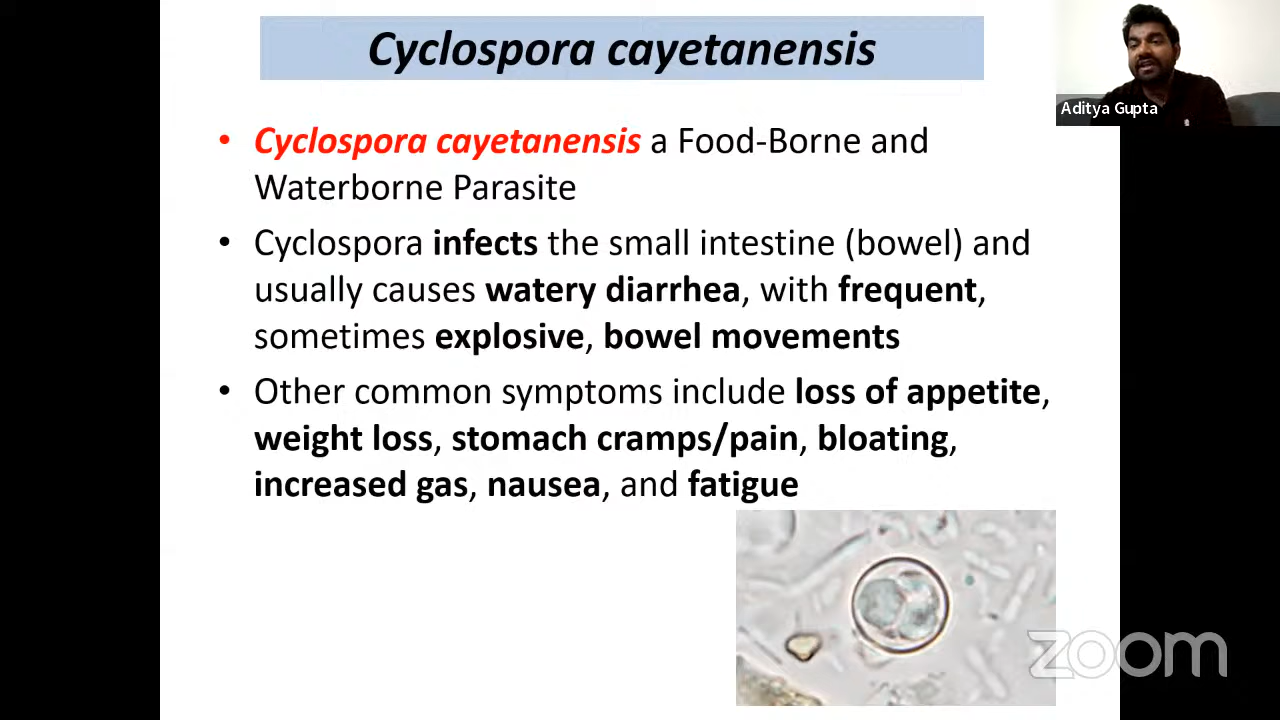 Cyclospora cayetanensis
Aditya Gupta
• Cyclospora cayetanensis a Food-Borne and
Waterborne Parasite
• Cyclospora infects the small intestine (bowel) and
usually causes watery diarrhea, with frequent,
sometimes explosive, bowel movements
• Other common symptoms include loss of appetite,
weight loss, stomach cramps/pain, bloating,
increased gas, nausea, and fatigue
zoom